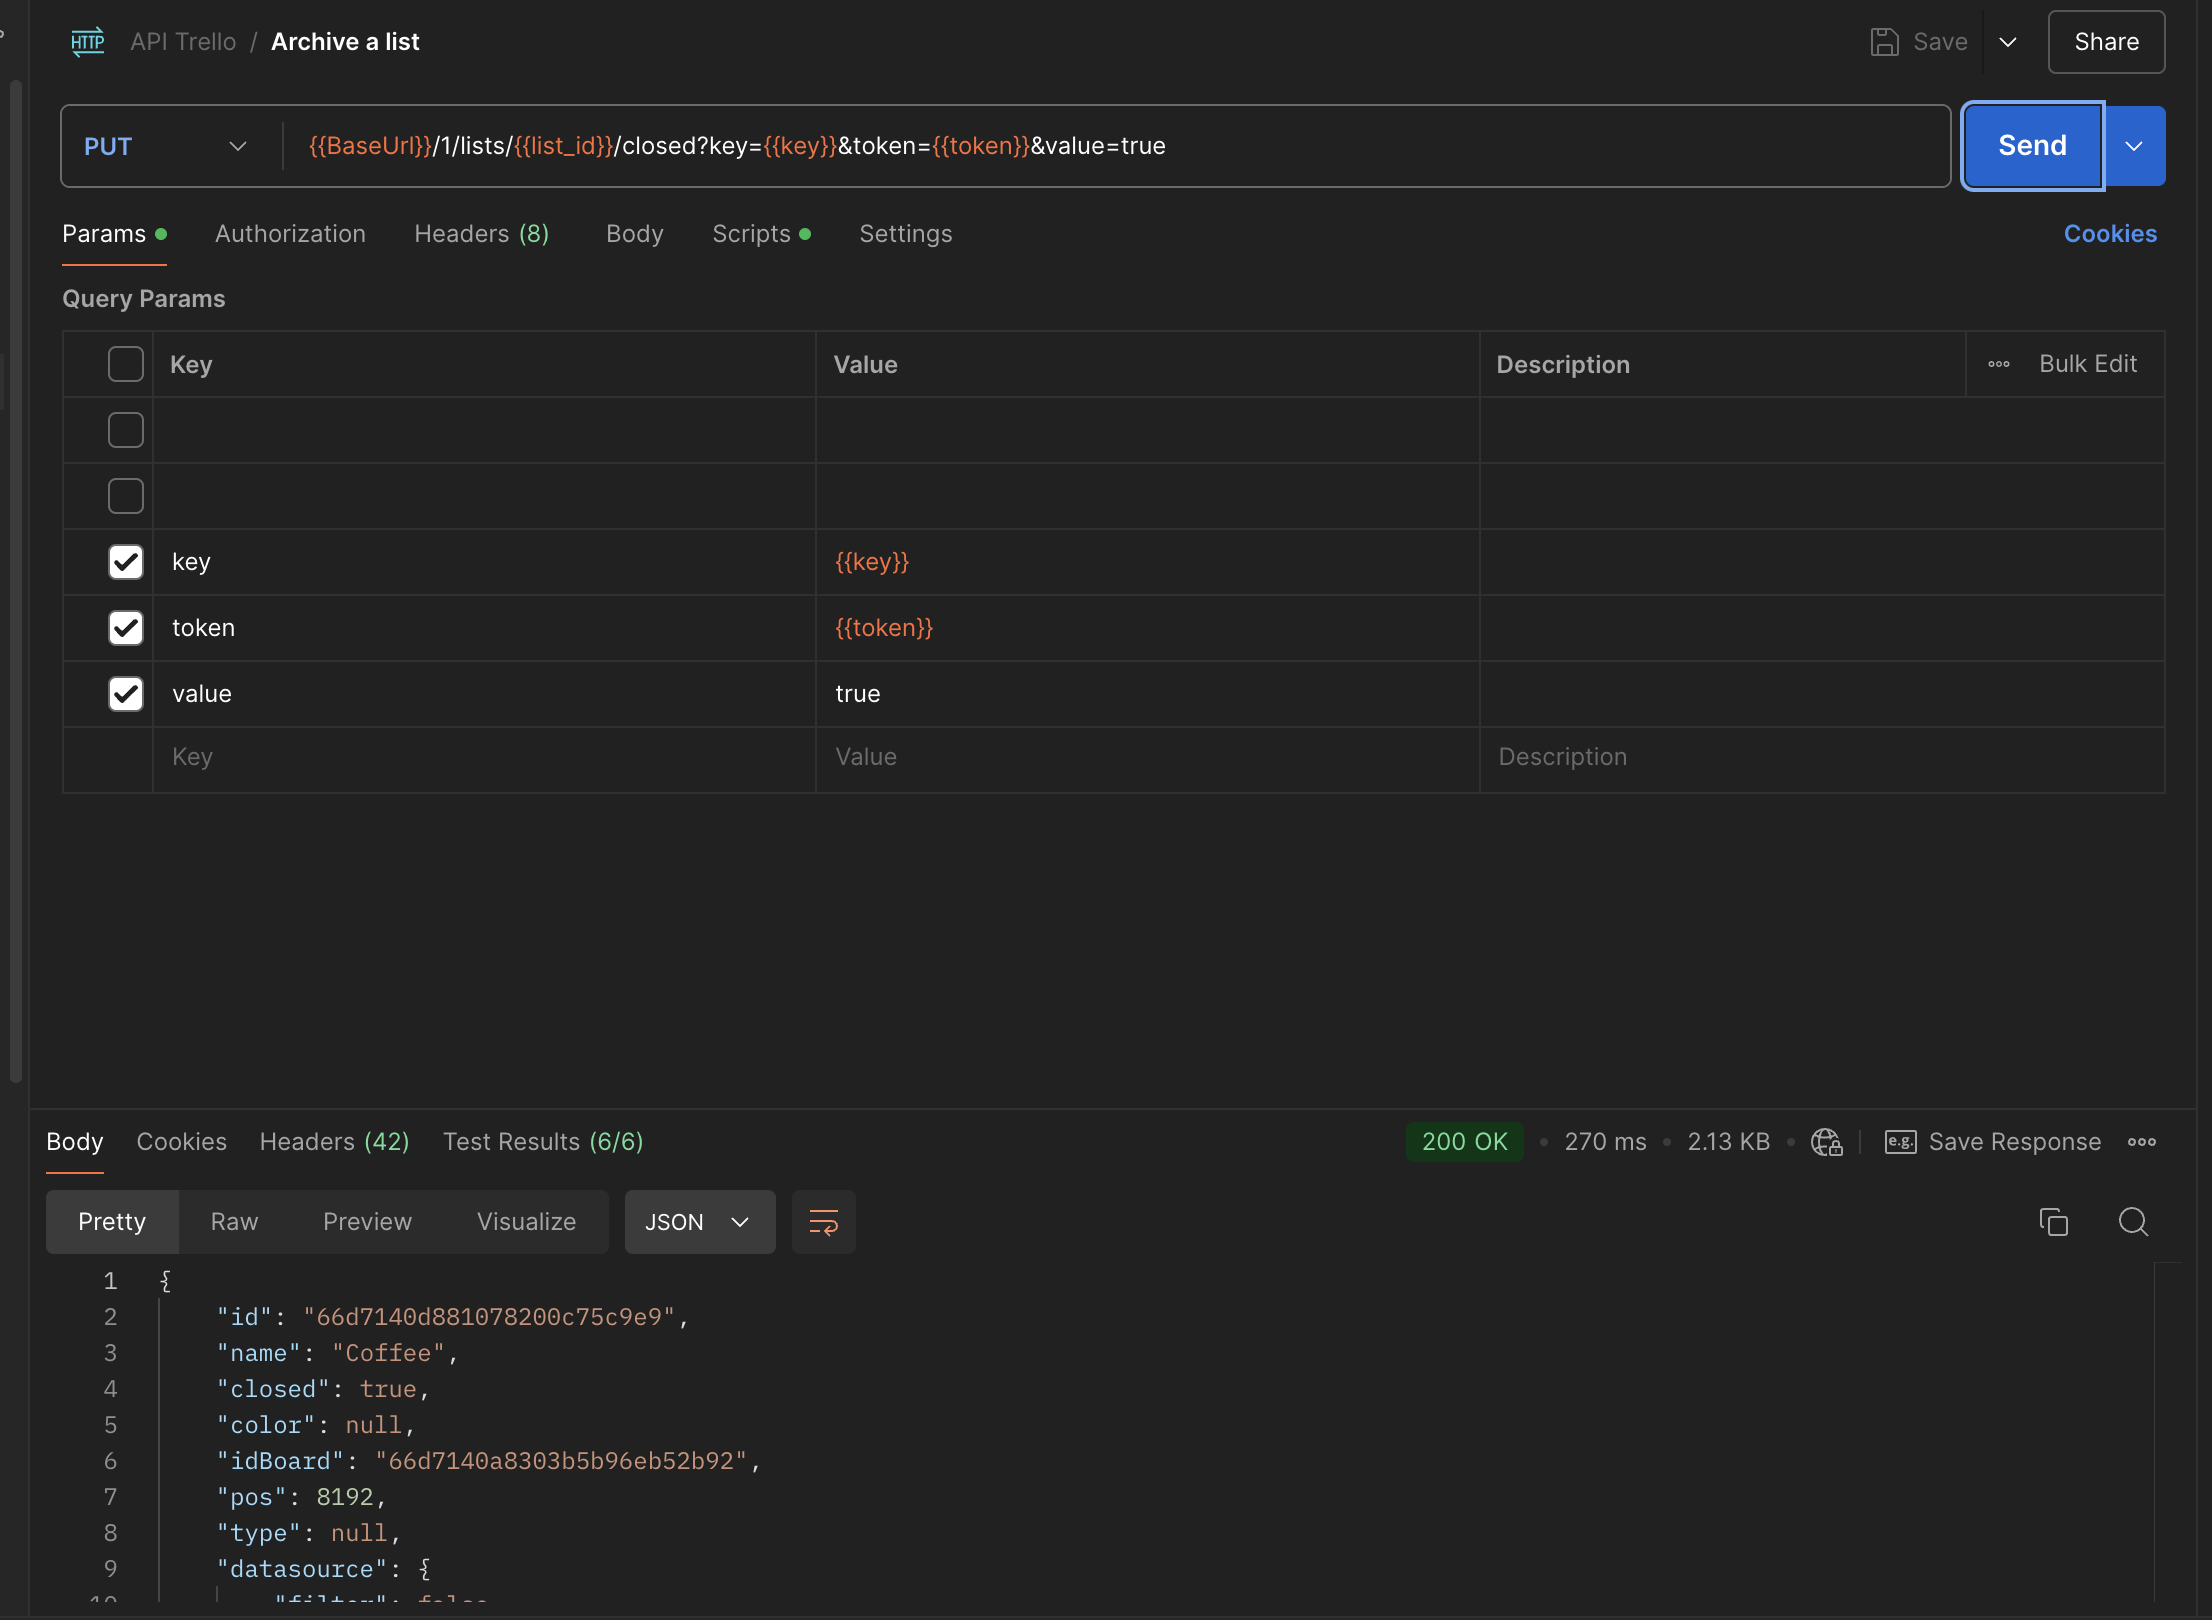 HTTP API Trello / Archive a list Save Share
PUT {{BaseUrl}}/1/lists/{{list_id}}/closed?key={{key}}&token={{token}}&value=true Send
Params Authorization Headers (8) Body Scripts Settings Cookies
Query Params
Key Value Description Bulk Edit
key {{key}}
token {{token}}
value true
Key Value Description
Body Cookies Headers (42) Test Results (6/6) 200 OK 270 ms 2.13 KB e.g. Save Response
Pretty Raw Preview Visualize JSON
1 {
2 "id": "66d7140d881078200c75c9e9",
3 "name": "Coffee",
4 "closed": true,
5 "color": null,
6 "idBoard": "66d7140a8303b5b96eb52b92",
7 "pos": 8192,
8 "type": null,
9 "datasource": {
10 "filter": false